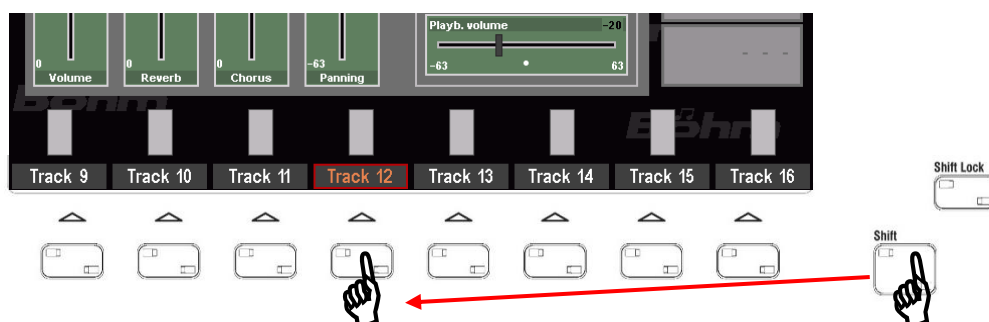 Playb. volume -20
0 0 0 -63 -63 63
Volume Reverb Chorus Panning
- - -
Böhm Böhm
Track 9 Track 10 Track 11 Track 12 Track 13 Track 14 Track 15 Track 16
Shift Lock
Shift